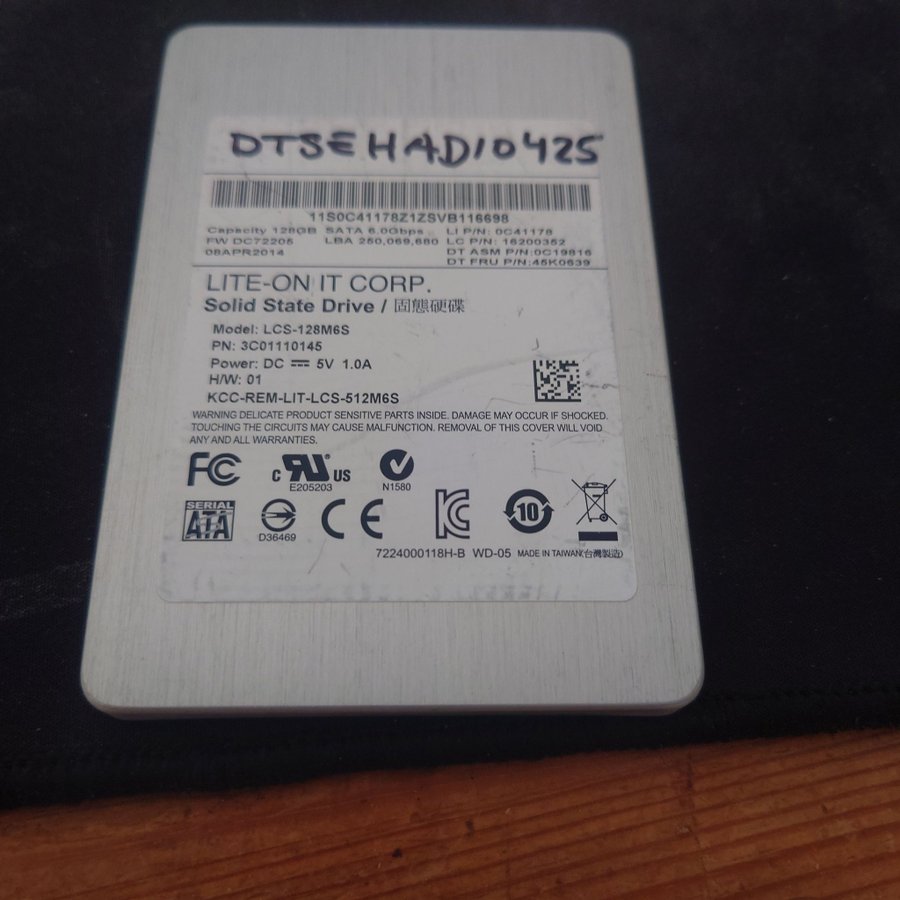 DTSEHAD10425
11S0C41178Z1ZSVB116698
Capacity 128GB SATA 6.0Gbps LI P/N: 0C41178
FW DC72205 LBA 250,069,680 LC P/N: 16200352
08APR2014 DT ASM P/N:0C19816
DT FRU P/N:45K0639
LITE-ON IT CORP.
Solid State Drive / 固態硬碟
Model: LCS-128M6S
PN: 3C01110145
Power: DC 5V 1.0A
H/W: 01
KCC-REM-LIT-LCS-512M6S
WARNING DELICATE PRODUCT SENSITIVE PARTS INSIDE. DAMAGE MAY OCCUR IF SHOCKED.
TOUCHING THE CIRCUITS MAY CAUSE MALFUNCTION. REMOVAL OF THIS COVER WILL VOID
ANY AND ALL WARRANTIES.
FC c RU US
E205203 N1580
SERIAL
ATA CE KC 10
D36469
7224000118H-B WD-05 MADE IN TAIWAN(台灣製造)